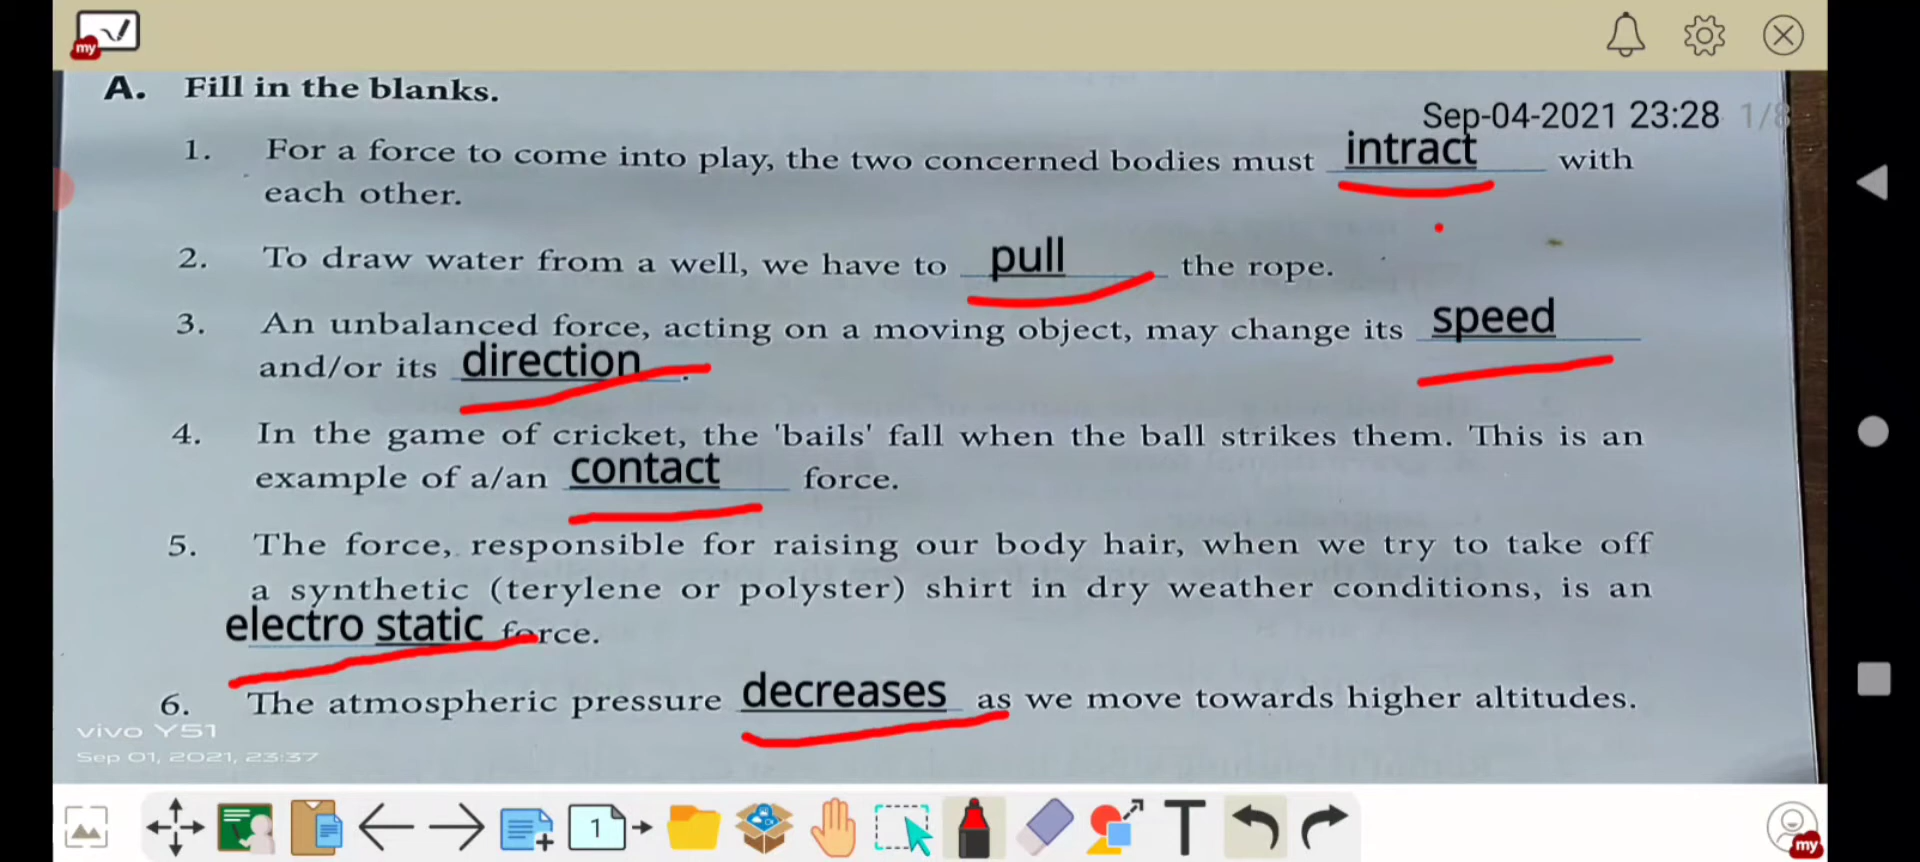 my
A. Fill in the blanks.
Sep-04-2021 23:28 1/8
1. For a force to come into play, the two concerned bodies must intract with
each other.
2. To draw water from a well, we have to pull the rope.
3. An unbalanced force, acting on a moving object, may change its speed
and/or its direction.
4. In the game of cricket, the 'bails' fall when the ball strikes them. This is an
example of a/an contact force.
5. The force, responsible for raising our body hair, when we try to take off
a synthetic (terylene or polyster) shirt in dry weather conditions, is an
electro static force.
6. The atmospheric pressure decreases as we move towards higher altitudes.
vivo Y51
Sep 01, 2021, 23:37
1
T
my